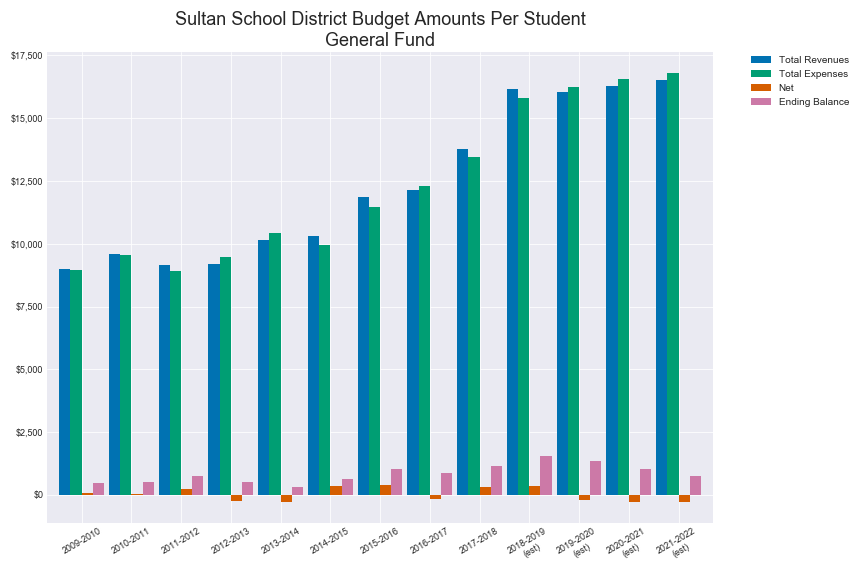 Sultan School District Budget Amounts Per Student
General Fund
Total Revenues
Total Expenses
Net
Ending Balance
$17,500
$15,000
$12,500
$10,000
$7,500
$5,000
$2,500
$0
2009-2010
2010-2011
2011-2012
2012-2013
2013-2014
2014-2015
2015-2016
2016-2017
2017-2018
2018-2019
(est)
2019-2020
(est)
2020-2021
(est)
2021-2022
(est)